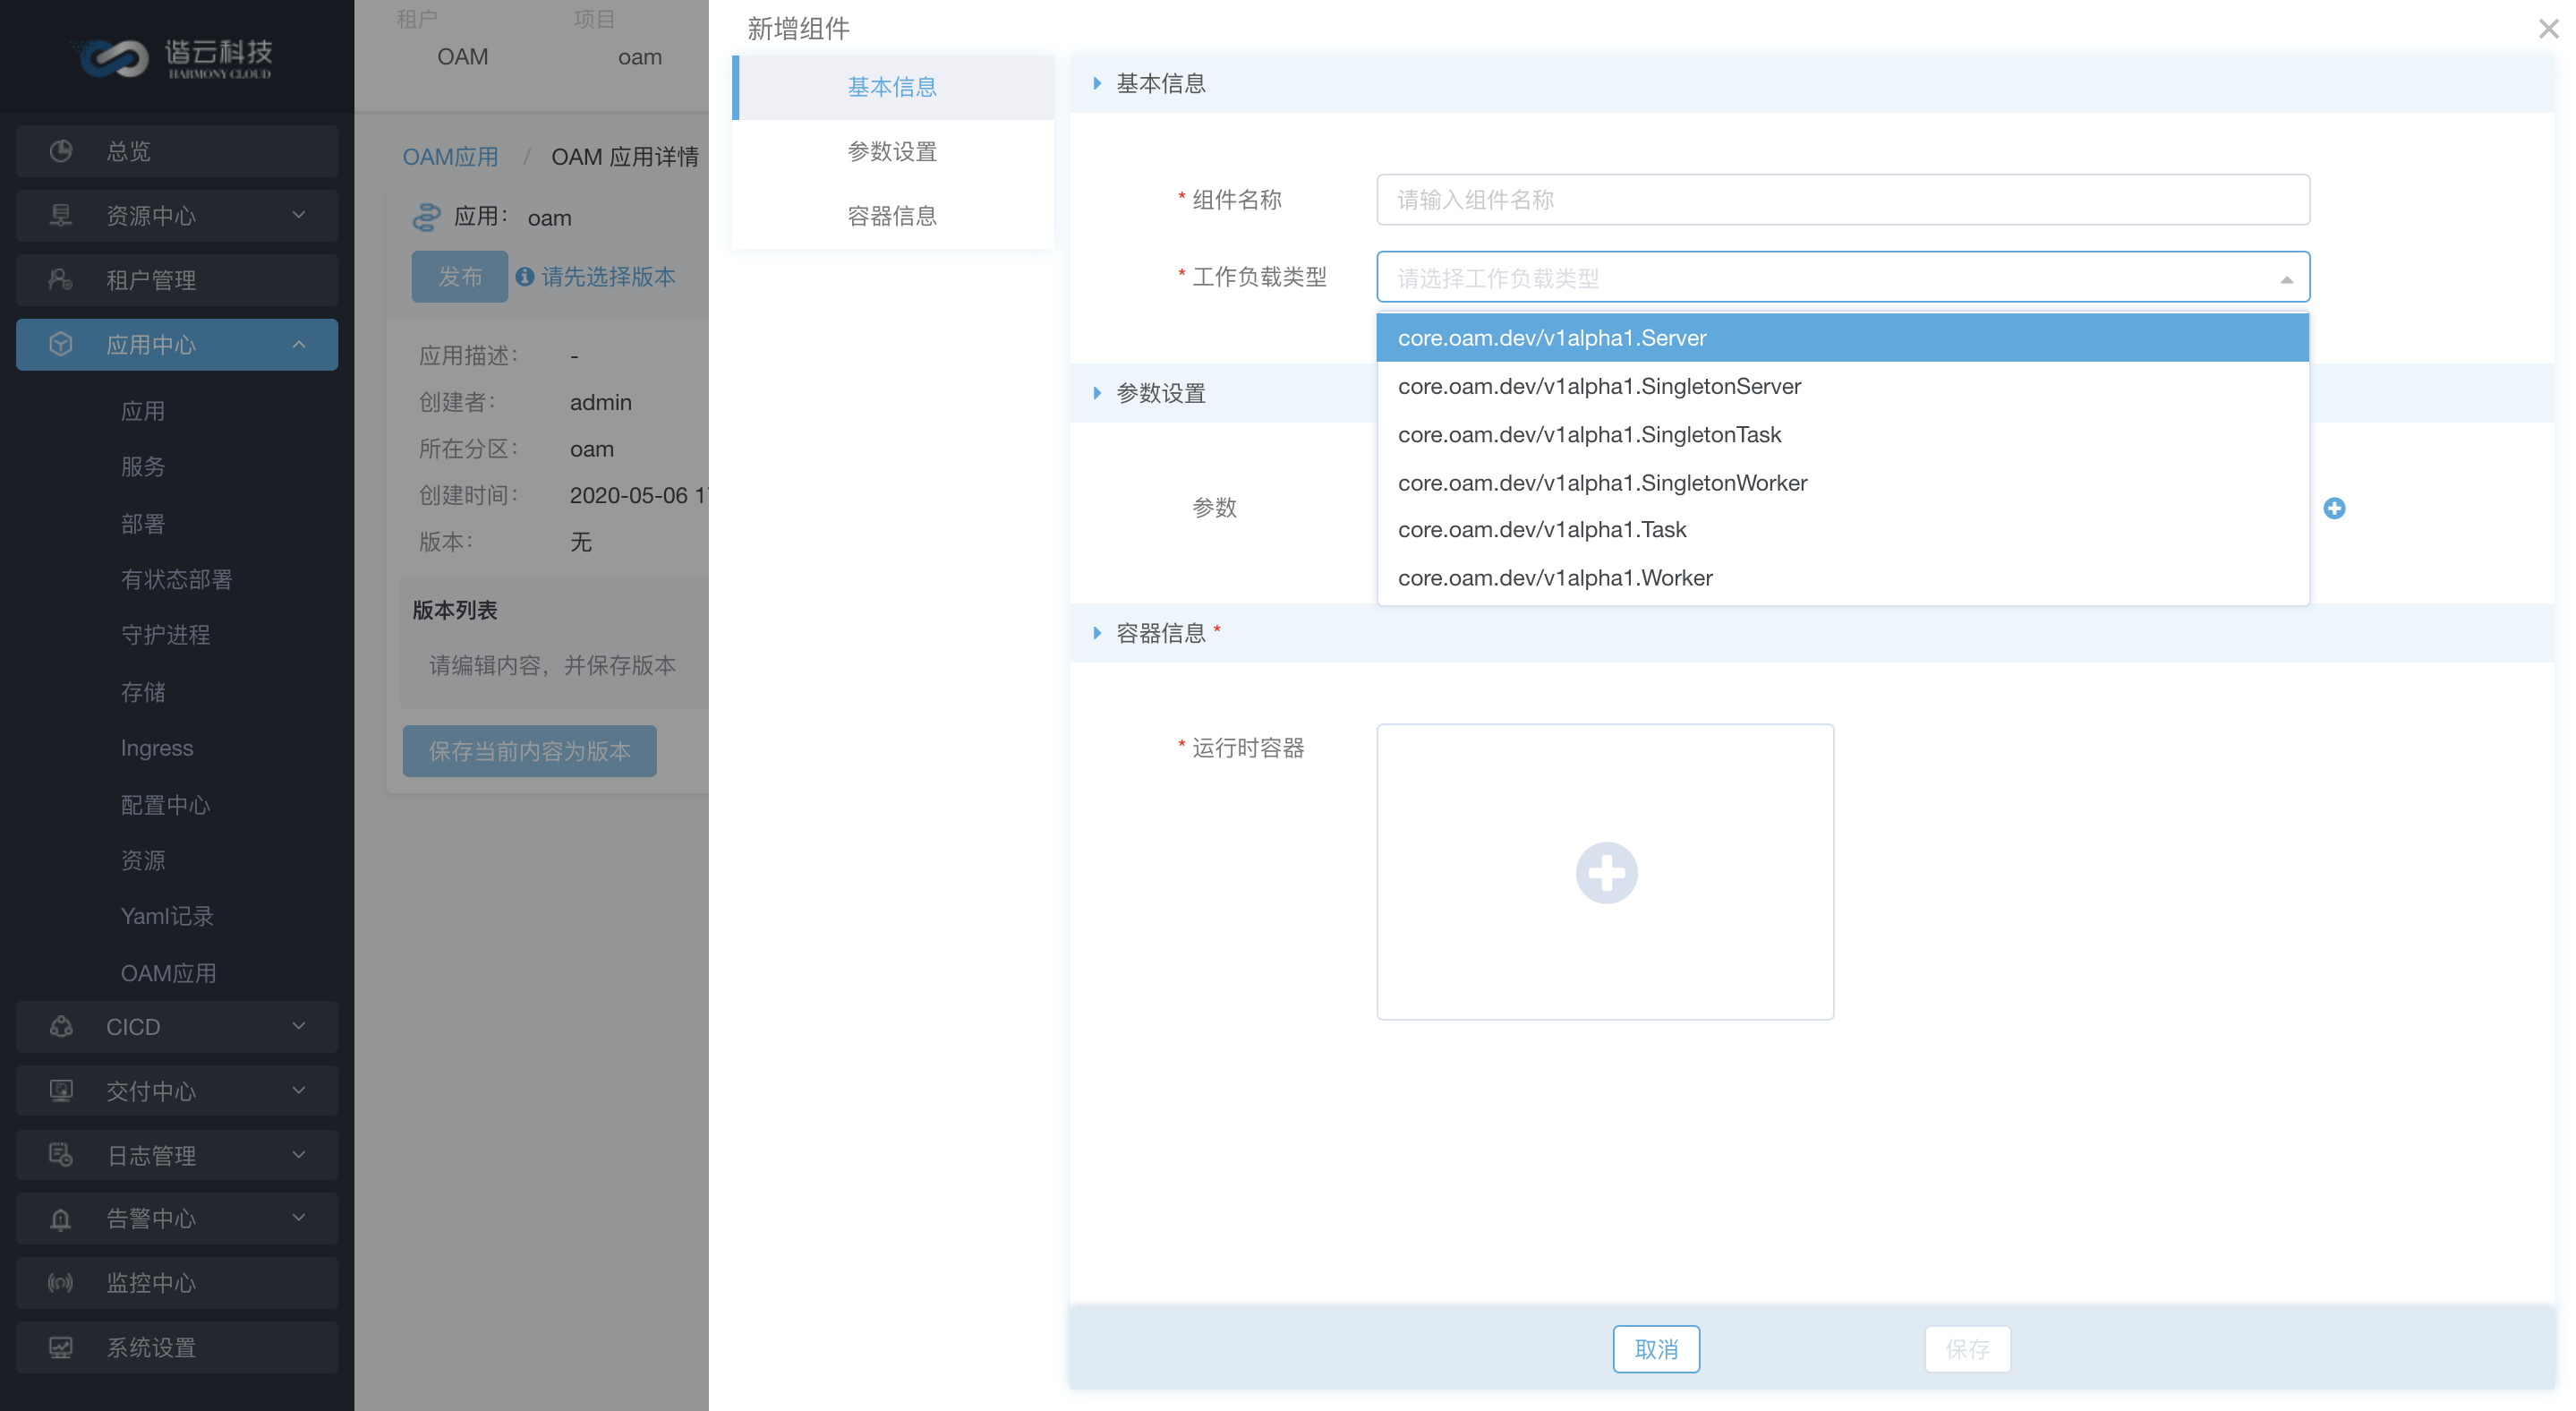 谐云科技
HARMONY CLOUD
总览
资源中心
租户管理
应用中心
应用
服务
部署
有状态部署
守护进程
存储
Ingress
配置中心
资源
Yaml记录
OAM应用
CICD
交付中心
日志管理
告警中心
监控中心
系统设置
租户 项目
OAM oam
OAM应用 / OAM 应用详情
应用： oam
发布 请先选择版本
应用描述： -
创建者： admin
所在分区： oam
创建时间： 2020-05-06 1
版本： 无
版本列表
请编辑内容，并保存版本
保存当前内容为版本
新增组件
基本信息
参数设置
容器信息
基本信息
* 组件名称 请输入组件名称
* 工作负载类型 请选择工作负载类型
core.oam.dev/v1alpha1.Server
core.oam.dev/v1alpha1.SingletonServer
core.oam.dev/v1alpha1.SingletonTask
core.oam.dev/v1alpha1.SingletonWorker
core.oam.dev/v1alpha1.Task
core.oam.dev/v1alpha1.Worker
参数设置
参数
容器信息 *
* 运行时容器
取消 保存